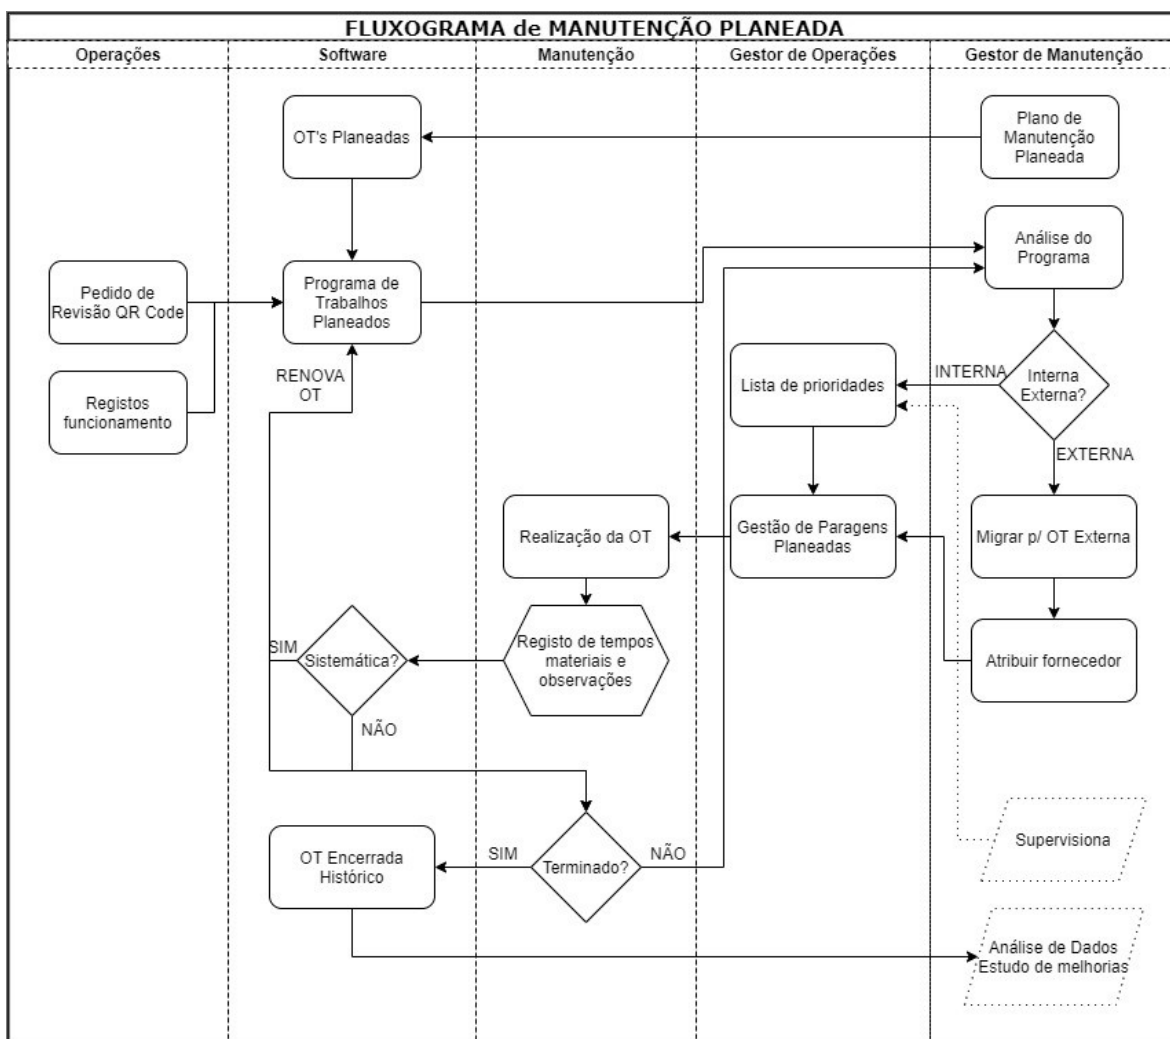 FLUXOGRAMA de MANUTENÇÃO PLANEADA
Operações
Software
Manutenção
Gestor de Operações
Gestor de Manutenção
OT's Planeadas
Plano de
Manutenção
Planeada
Análise do
Programa
Pedido de
Revisão QR Code
Programa de
Trabalhos
Planeados
RENOVA
OT
Registos
funcionamento
Lista de prioridades
INTERNA
Interna
Externa?
EXTERNA
Realização da OT
Gestão de Paragens
Planeadas
Migrar p/ OT Externa
SIM
Sistemática?
Registo de tempos
materiais e
observações
Atribuir fornecedor
NÃO
OT Encerrada
Histórico
SIM
Terminado?
NÃO
Supervisiona
Análise de Dados
Estudo de melhorias